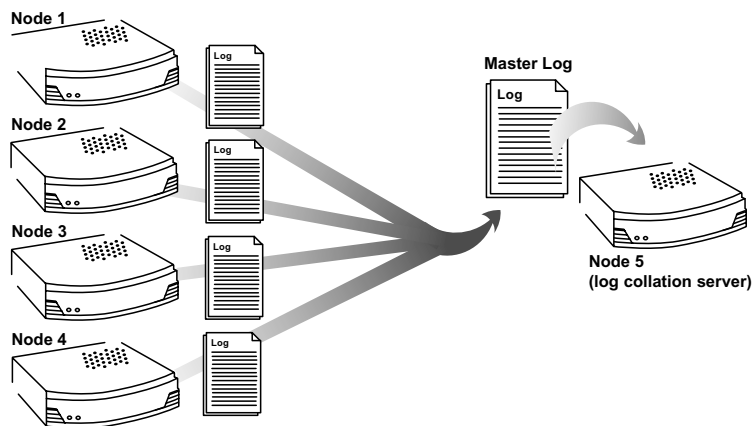 Node 1
Log
Node 2
Log
Node 3
Log
Node 4
Log
Master Log
Log
Node 5
(log collation server)